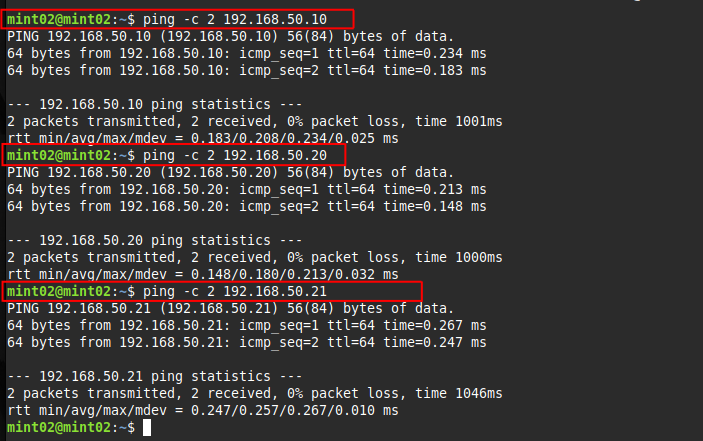 mint02@mint02:~$ ping -c 2 192.168.50.10
PING 192.168.50.10 (192.168.50.10) 56(84) bytes of data.
64 bytes from 192.168.50.10: icmp_seq=1 ttl=64 time=0.234 ms
64 bytes from 192.168.50.10: icmp_seq=2 ttl=64 time=0.183 ms
--- 192.168.50.10 ping statistics ---
2 packets transmitted, 2 received, 0% packet loss, time 1001ms
rtt min/avg/max/mdev = 0.183/0.208/0.234/0.025 ms
mint02@mint02:~$ ping -c 2 192.168.50.20
PING 192.168.50.20 (192.168.50.20) 56(84) bytes of data.
64 bytes from 192.168.50.20: icmp_seq=1 ttl=64 time=0.213 ms
64 bytes from 192.168.50.20: icmp_seq=2 ttl=64 time=0.148 ms
--- 192.168.50.20 ping statistics ---
2 packets transmitted, 2 received, 0% packet loss, time 1000ms
rtt min/avg/max/mdev = 0.148/0.180/0.213/0.032 ms
mint02@mint02:~$ ping -c 2 192.168.50.21
PING 192.168.50.21 (192.168.50.21) 56(84) bytes of data.
64 bytes from 192.168.50.21: icmp_seq=1 ttl=64 time=0.267 ms
64 bytes from 192.168.50.21: icmp_seq=2 ttl=64 time=0.247 ms
--- 192.168.50.21 ping statistics ---
2 packets transmitted, 2 received, 0% packet loss, time 1046ms
rtt min/avg/max/mdev = 0.247/0.257/0.267/0.010 ms
mint02@mint02:~$